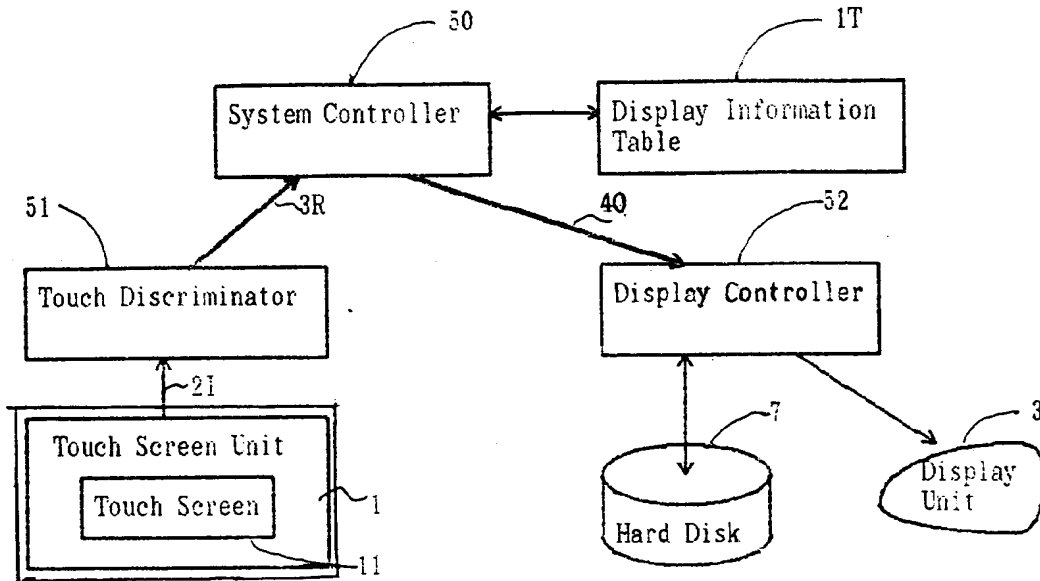 50
1T
System Controller
Display Information
Table
3R
40
51
52
Touch Discriminator
Display Controller
2I
7
3
Touch Screen Unit
Touch Screen
1
11
Hard Disk
Display
Unit